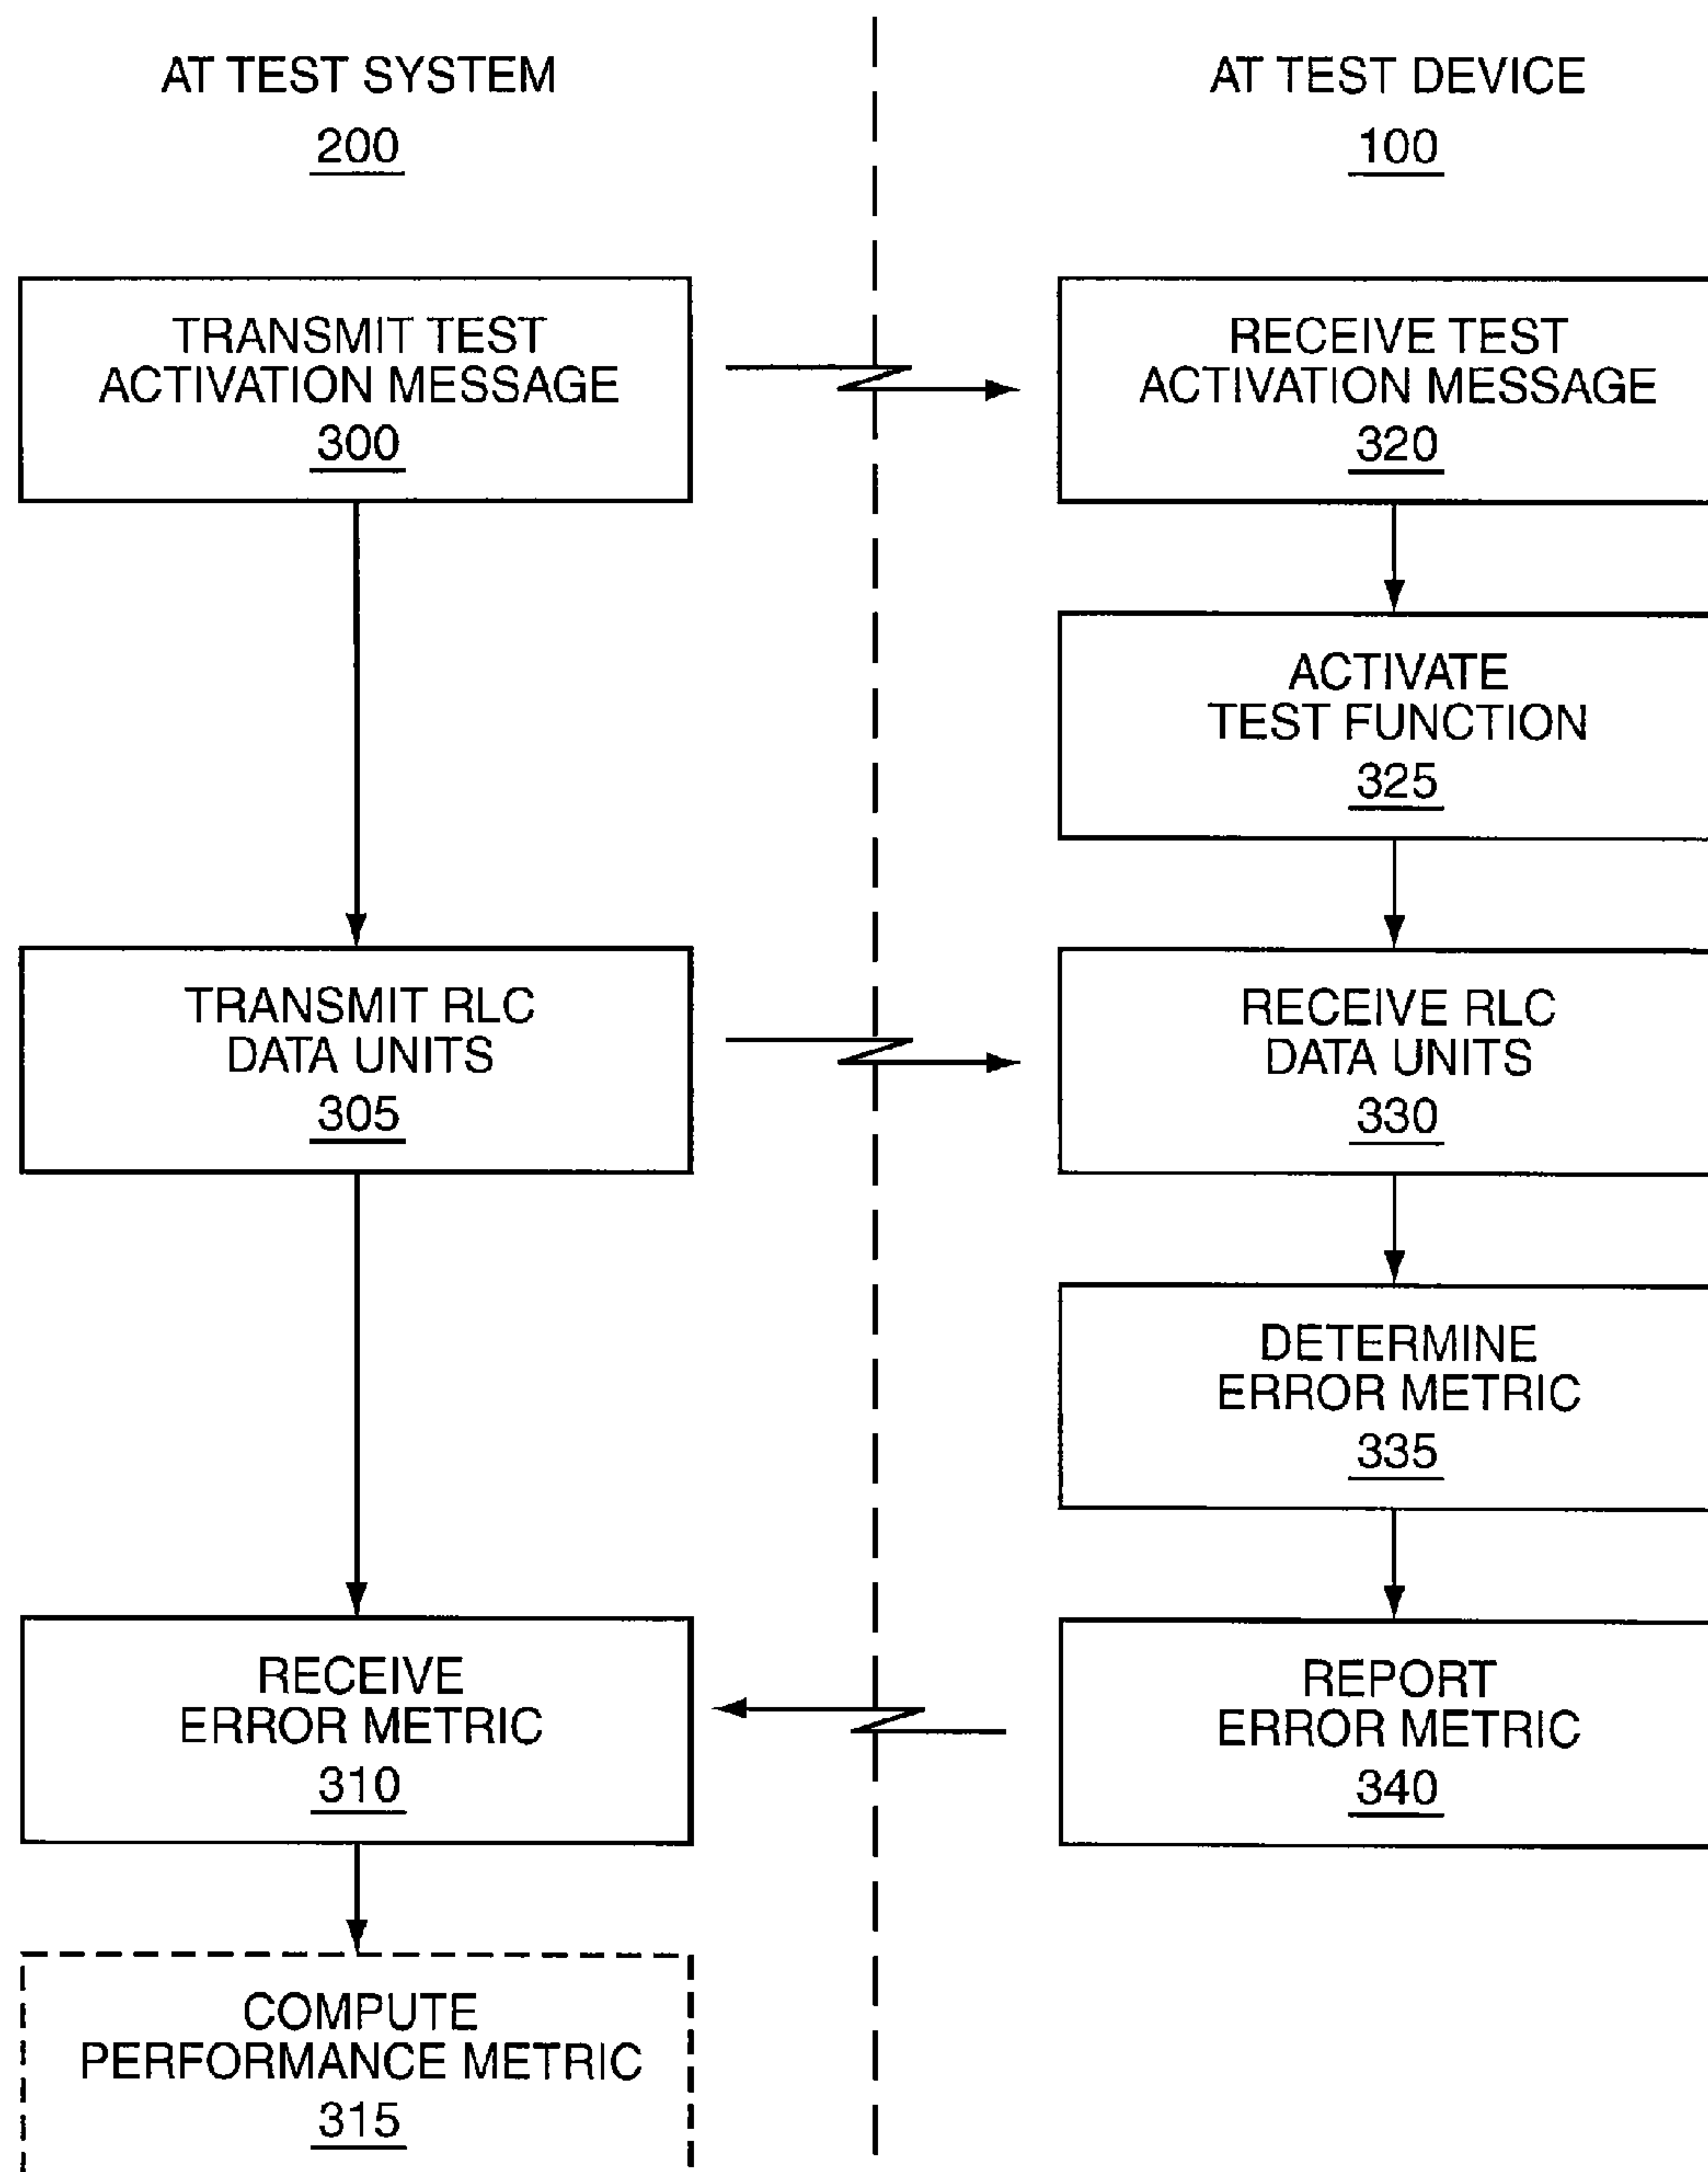 AT TEST SYSTEM
200
TRANSMIT TEST
ACTIVATION MESSAGE
300
TRANSMIT RLC
DATA UNITS
305
RECEIVE
ERROR METRIC
310
COMPUTE
PERFORMANCE METRIC
315
AT TEST DEVICE
100
RECEIVE TEST
ACTIVATION MESSAGE
320
ACTIVATE
TEST FUNCTION
325
RECEIVE RLC
DATA UNITS
330
DETERMINE
ERROR METRIC
335
REPORT
ERROR METRIC
340